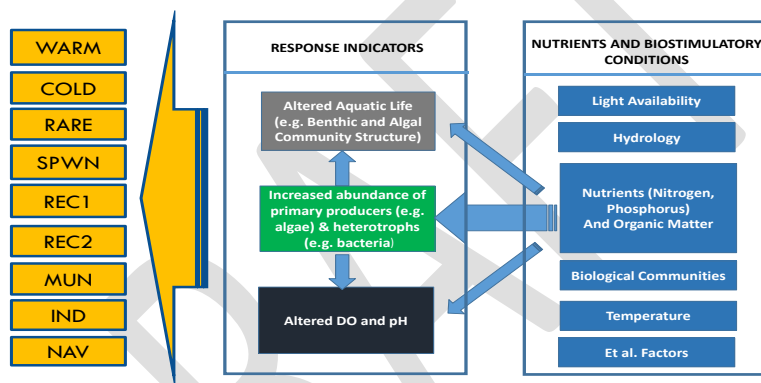 WARM
COLD
RARE
SPWN
REC1
REC2
MUN
IND
NAV
RESPONSE INDICATORS
Altered Aquatic Life
(e.g. Benthic and Algal
Community Structure)
Increased abundance of
primary producers (e.g.
algae) & heterotrophs
(e.g. bacteria)
Altered DO and pH
NUTRIENTS AND BIOSTIMULATORY
CONDITIONS
Light Availability
Hydrology
Nutrients (Nitrogen,
Phosphorus)
And Organic Matter
Biological Communities
Temperature
Et al. Factors